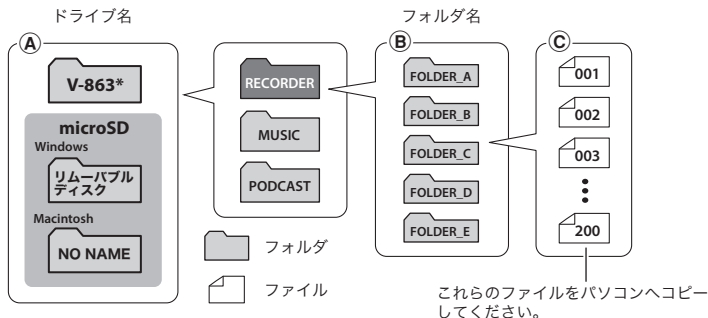 ドライブ名
フォルダ名
A
V-863*
microSD
Windows
リムーバブル
ディスク
Macintosh
NO NAME
RECORDER
MUSIC
PODCAST
フォルダ
ファイル
B
FOLDER_A
FOLDER_B
FOLDER_C
FOLDER_D
FOLDER_E
C
001
002
003
200
これらのファイルをパソコンへコピー
してください。